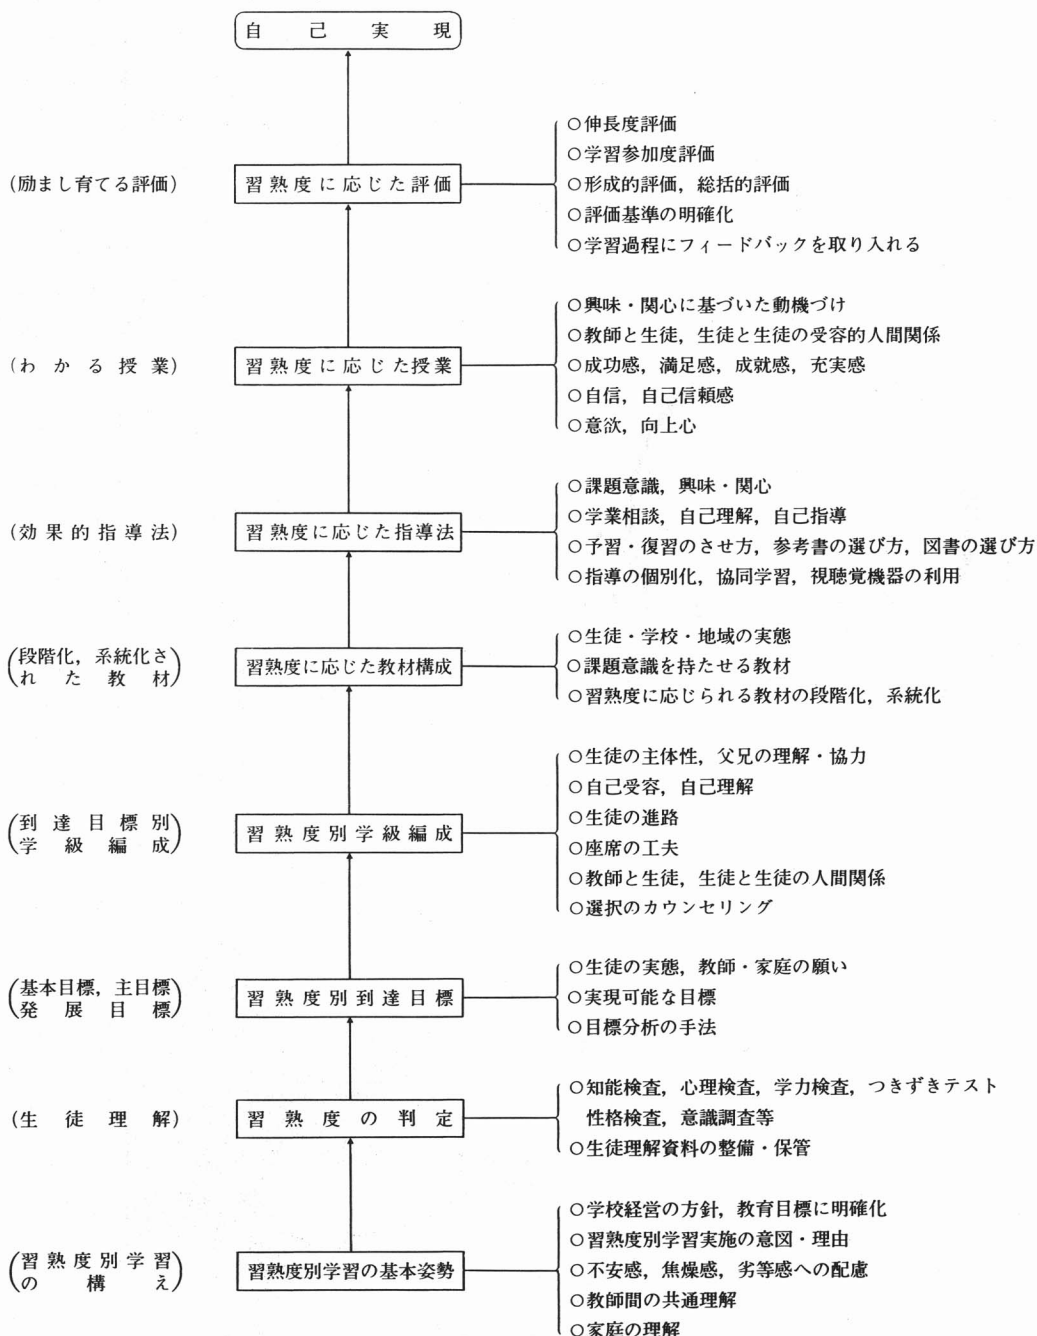 自己実現
○伸長度評価
○学習参加度評価
(励まし育てる評価) 習熟度に応じた評価 ○形成的評価，総括的評価
○評価基準の明確化
○学習過程にフィードバックを取り入れる
○興味・関心に基づいた動機づけ
○教師と生徒，生徒と生徒の受容的人間関係
(わかる授業) 習熟度に応じた授業 ○成功感，満足感，成就感，充実感
○自信，自己信頼感
○意欲，向上心
○課題意識，興味・関心
○学業相談，自己理解，自己指導
(効果的指導法) 習熟度に応じた指導法
○予習・復習のさせ方，参考書の選び方，図書の選び方
○指導の個別化，協同学習，視聴覚機器の利用
○生徒・学校・地域の実態
(段階化，系統化さ
れた教材)
習熟度に応じた教材構成 ○課題意識を持たせる教材
○習熟度に応じられる教材の段階化，系統化
○生徒の主体性，父兄の理解・協力
○自己受容，自己理解
○生徒の進路
(到達目標別
学級編成)
習熟度別学級編成
○座席の工夫
○教師と生徒，生徒と生徒の人間関係
○選択のカウンセリング
○生徒の実態，教師・家庭の願い
(基本目標，主目標
発展目標)
習熟度別到達目標 ○実現可能な目標
○目標分析の手法
○知能検査，心理検査，学力検査，つきずきテスト
(生徒理解) 習熟度の判定 性格検査，意識調査等
○生徒理解資料の整備・保管
○学校経営の方針，教育目標に明確化
○習熟度別学習実施の意図・理由
(習熟度別学習
の構え)
習熟度別学習の基本姿勢 ○不安感，焦燥感，劣等感への配慮
○教師間の共通理解
○家庭の理解